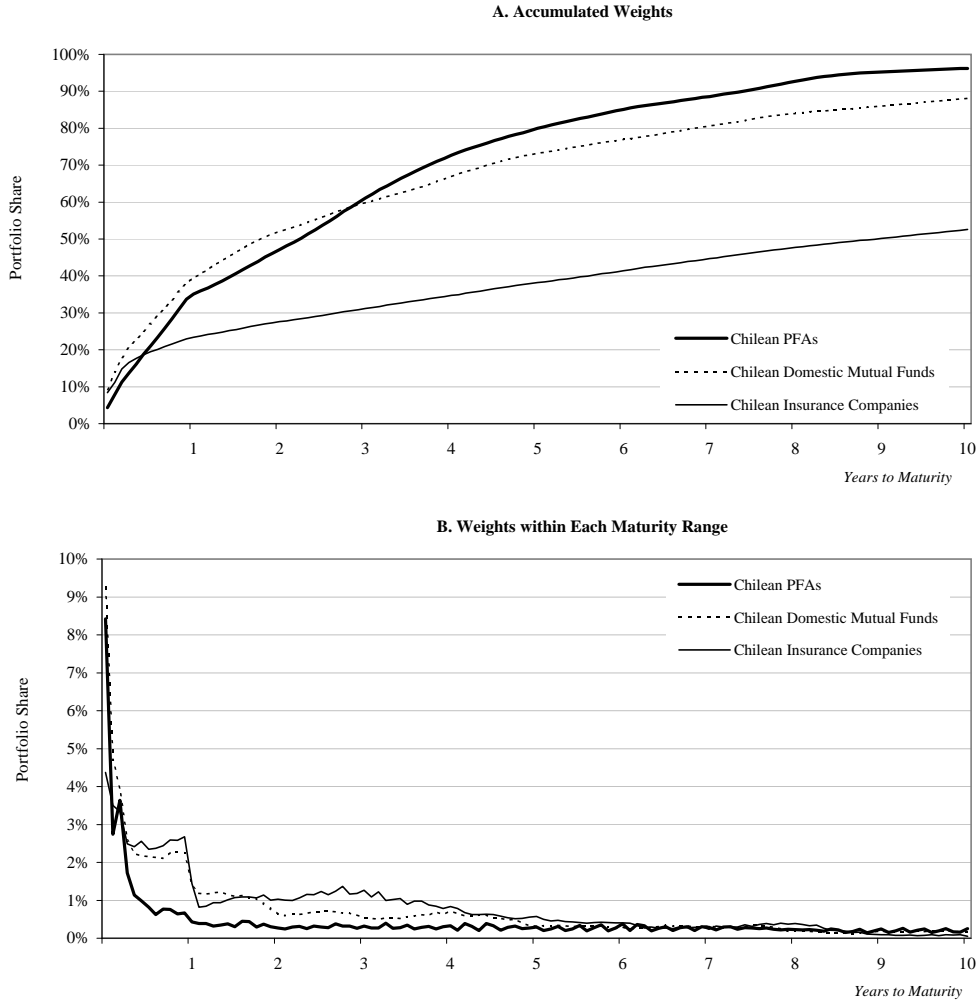 A. Accumulated Weights
100%
90%
80%
70%
60%
50%
40%
30%
20%
10%
0%
Portfolio Share
Chilean PFAs
Chilean Domestic Mutual Funds
Chilean Insurance Companies
1 2 3 4 5 6 7 8 9 10
Years to Maturity
B. Weights within Each Maturity Range
10%
9%
8%
7%
6%
5%
4%
3%
2%
1%
0%
Portfolio Share
Chilean PFAs
Chilean Domestic Mutual Funds
Chilean Insurance Companies
1 2 3 4 5 6 7 8 9 10
Years to Maturity